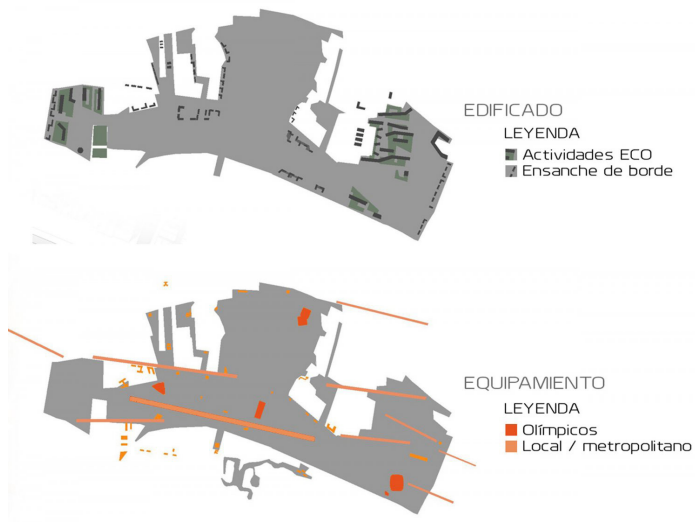 EDIFICADO
LEYENDA
Actividades ECO
Ensanche de borde
EQUIPAMIENTO
LEYENDA
Olímpicos
Local / metropolitano